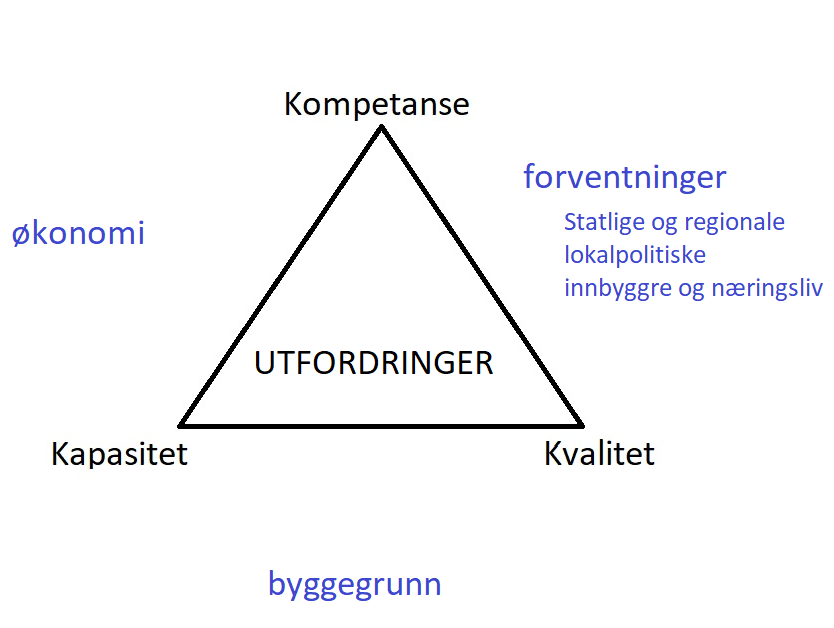 Kompetanse
forventninger
Statlige og regionale
lokalpolitiske
innbyggre og næringsliv
økonomi
UTFORDRINGER
Kapasitet
Kvalitet
byggegrunn